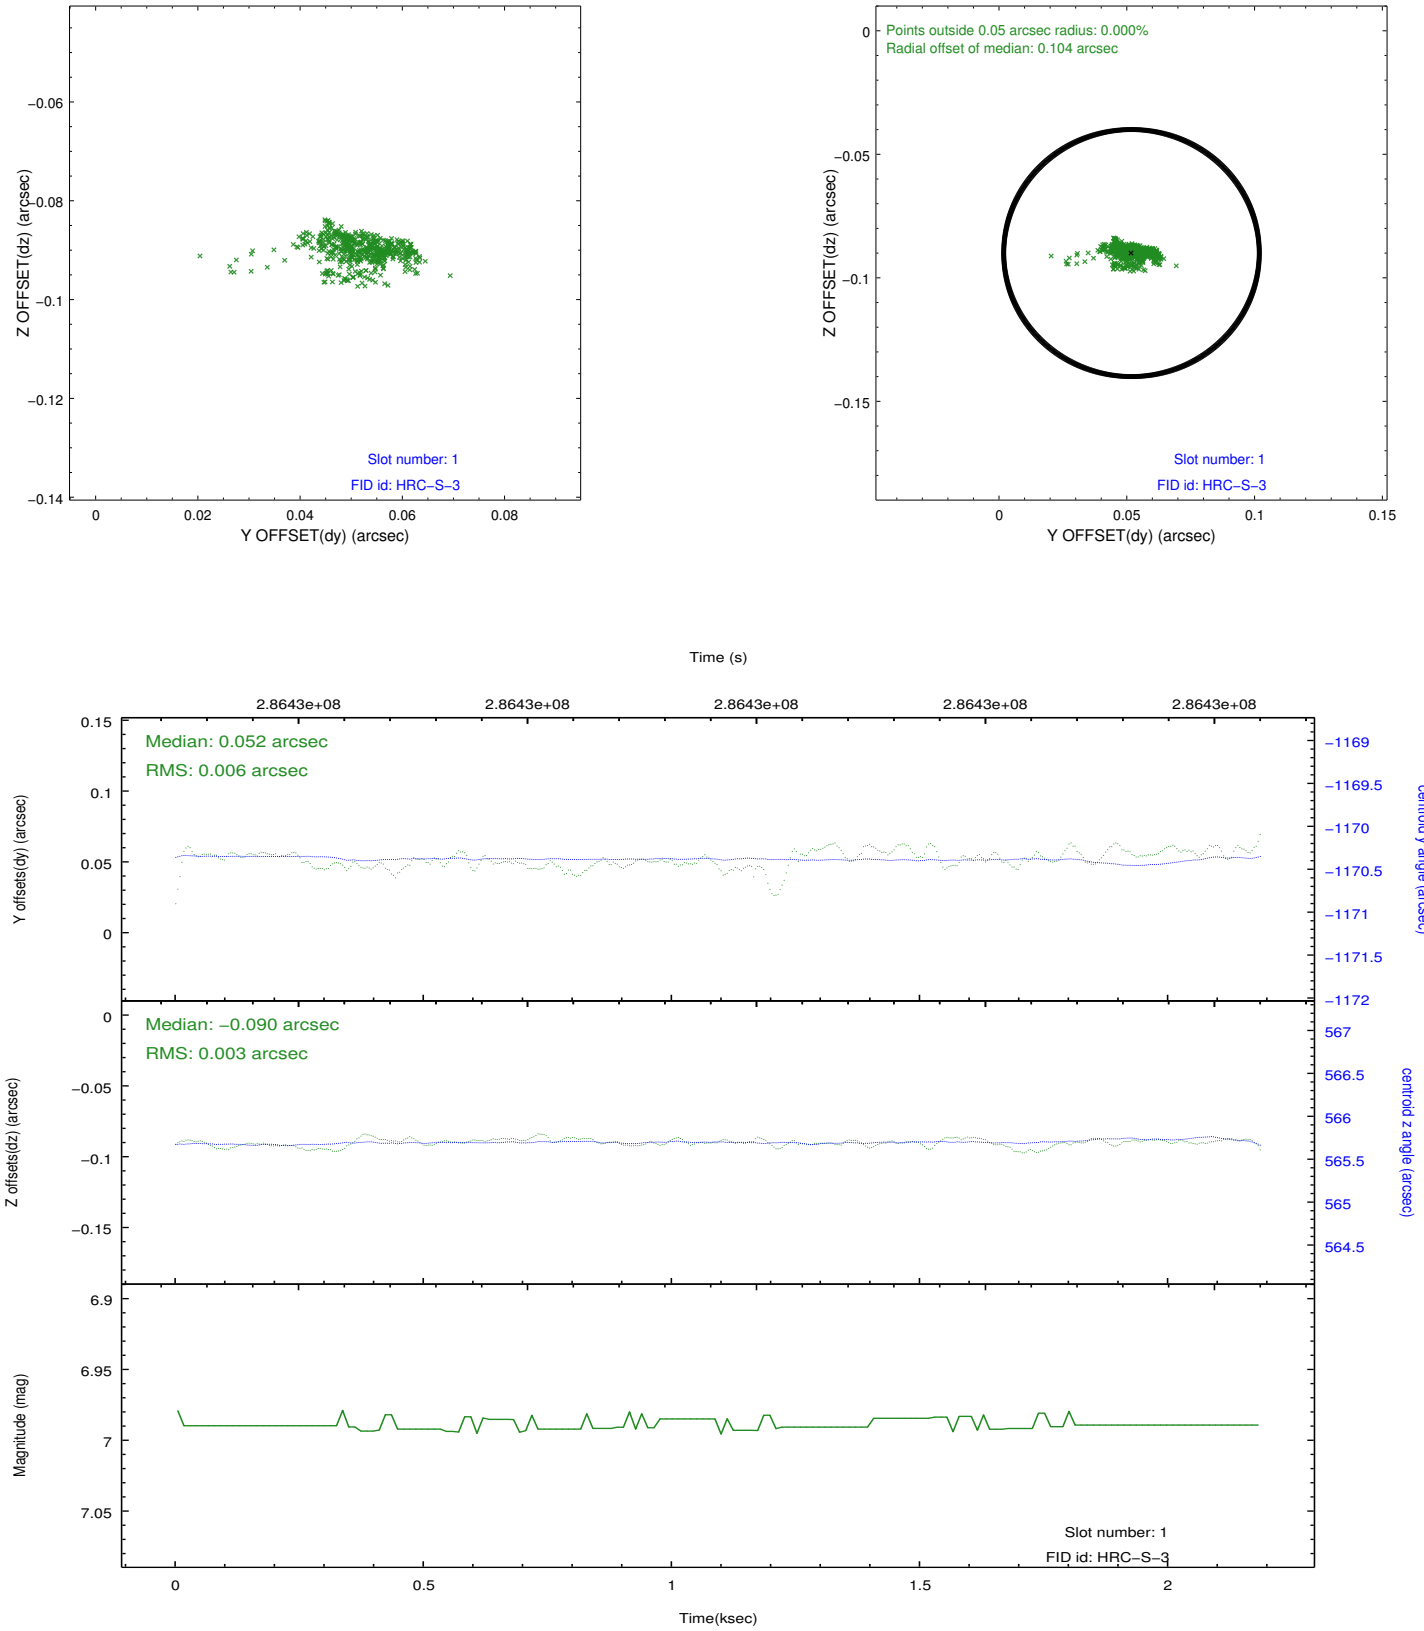 −0.06
−0.08
−0.1
−0.12
−0.14
Z OFFSET(dz) (arcsec)
Slot number: 1
FID id: HRC−S−3
0 0.02 0.04 0.06 0.08
Y OFFSET(dy) (arcsec)
Points outside 0.05 arcsec radius: 0.000%
Radial offset of median: 0.104 arcsec
0
−0.05
−0.1
−0.15
Z OFFSET(dz) (arcsec)
Slot number: 1
FID id: HRC−S−3
0 0.05 0.1 0.15
Y OFFSET(dy) (arcsec)
Time (s)
2.8643e+08 2.8643e+08 2.8643e+08 2.8643e+08 2.8643e+08
Median: 0.052 arcsec
RMS: 0.006 arcsec
0.15
0.1
0.05
0
Y offsets(dy) (arcsec)
−1169
−1169.5
−1170
−1170.5
−1171
−1171.5
−1172
centroid y angle (arcsec)
Median: −0.090 arcsec
RMS: 0.003 arcsec
0
−0.05
−0.1
−0.15
Z offsets(dz) (arcsec)
567
566.5
566
565.5
565
564.5
centroid z angle (arcsec)
6.9
6.95
7
7.05
Magnitude (mag)
Slot number: 1
FID id: HRC−S−3
0 0.5 1 1.5 2
Time(ksec)